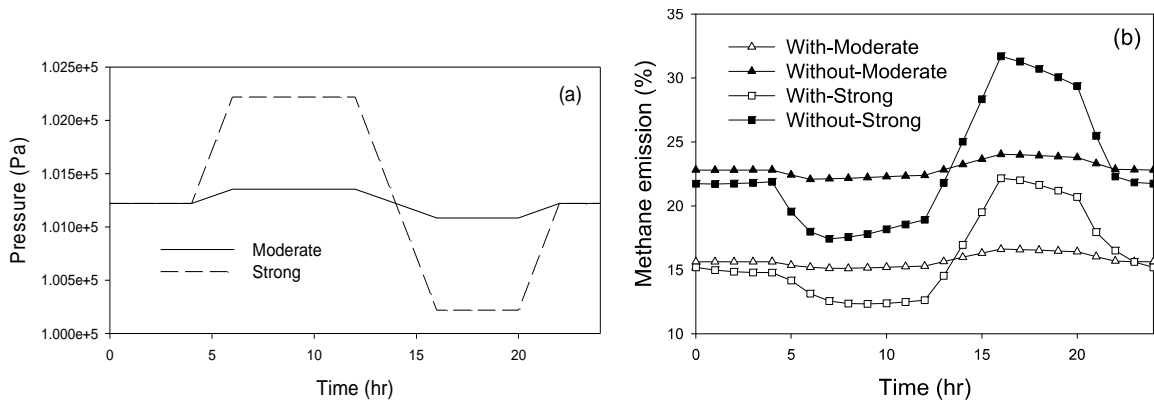 (a)
Pressure (Pa)
1.025e+5
1.020e+5
1.015e+5
1.010e+5
1.005e+5
1.000e+5
Moderate
Strong
0 5 10 15 20
Time (hr)
(b)
Methane emission (%)
35
30
25
20
15
10
With-Moderate
Without-Moderate
With-Strong
Without-Strong
0 5 10 15 20
Time (hr)